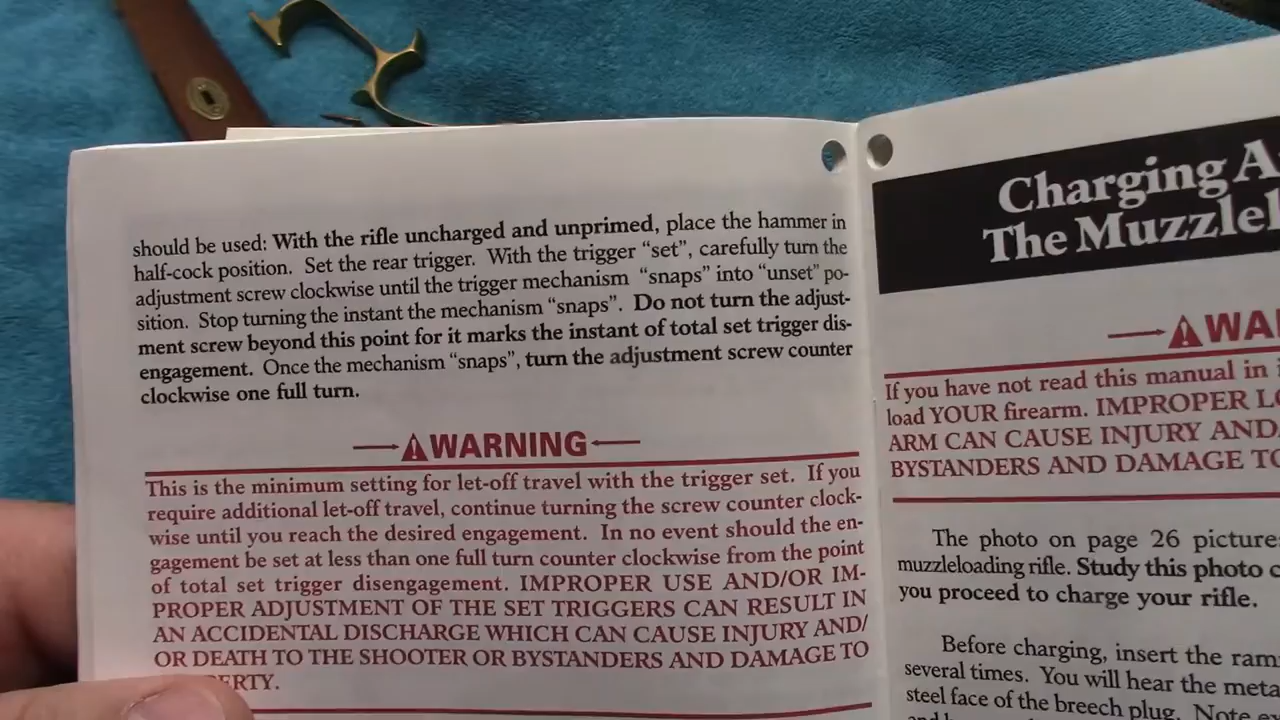 should be used: With the rifle uncharged and unprimed, place the hammer in
half-cock position. Set the rear trigger. With the trigger “set”, carefully turn the
adjustment screw clockwise until the trigger mechanism “snaps” into “unset” po-
sition. Stop turning the instant the mechanism “snaps”. Do not turn the adjust-
ment screw beyond this point for it marks the instant of total set trigger dis-
engagement. Once the mechanism “snaps”, turn the adjustment screw counter
clockwise one full turn.
WARNING
This is the minimum setting for let-off travel with the trigger set. If you
require additional let-off travel, continue turning the screw counter clock-
wise until you reach the desired engagement. In no event should the en-
gagement be set at less than one full turn counter clockwise from the point
of total set trigger disengagement. IMPROPER USE AND/OR IM-
PROPER ADJUSTMENT OF THE SET TRIGGERS CAN RESULT IN
AN ACCIDENTAL DISCHARGE WHICH CAN CAUSE INJURY AND/
OR DEATH TO THE SHOOTER OR BYSTANDERS AND DAMAGE TO
ERTY.
Charging A
The Muzzlel
WA
If you have not read this manual in
load YOUR firearm. IMPROPER L
ARM CAN CAUSE INJURY AND
BYSTANDERS AND DAMAGE TO
The photo on page 26 picture
muzzleloading rifle. Study this photo
you proceed to charge your rifle.
Before charging, insert the ram
several times. You will hear the meta
steel face of the breech plug. Note